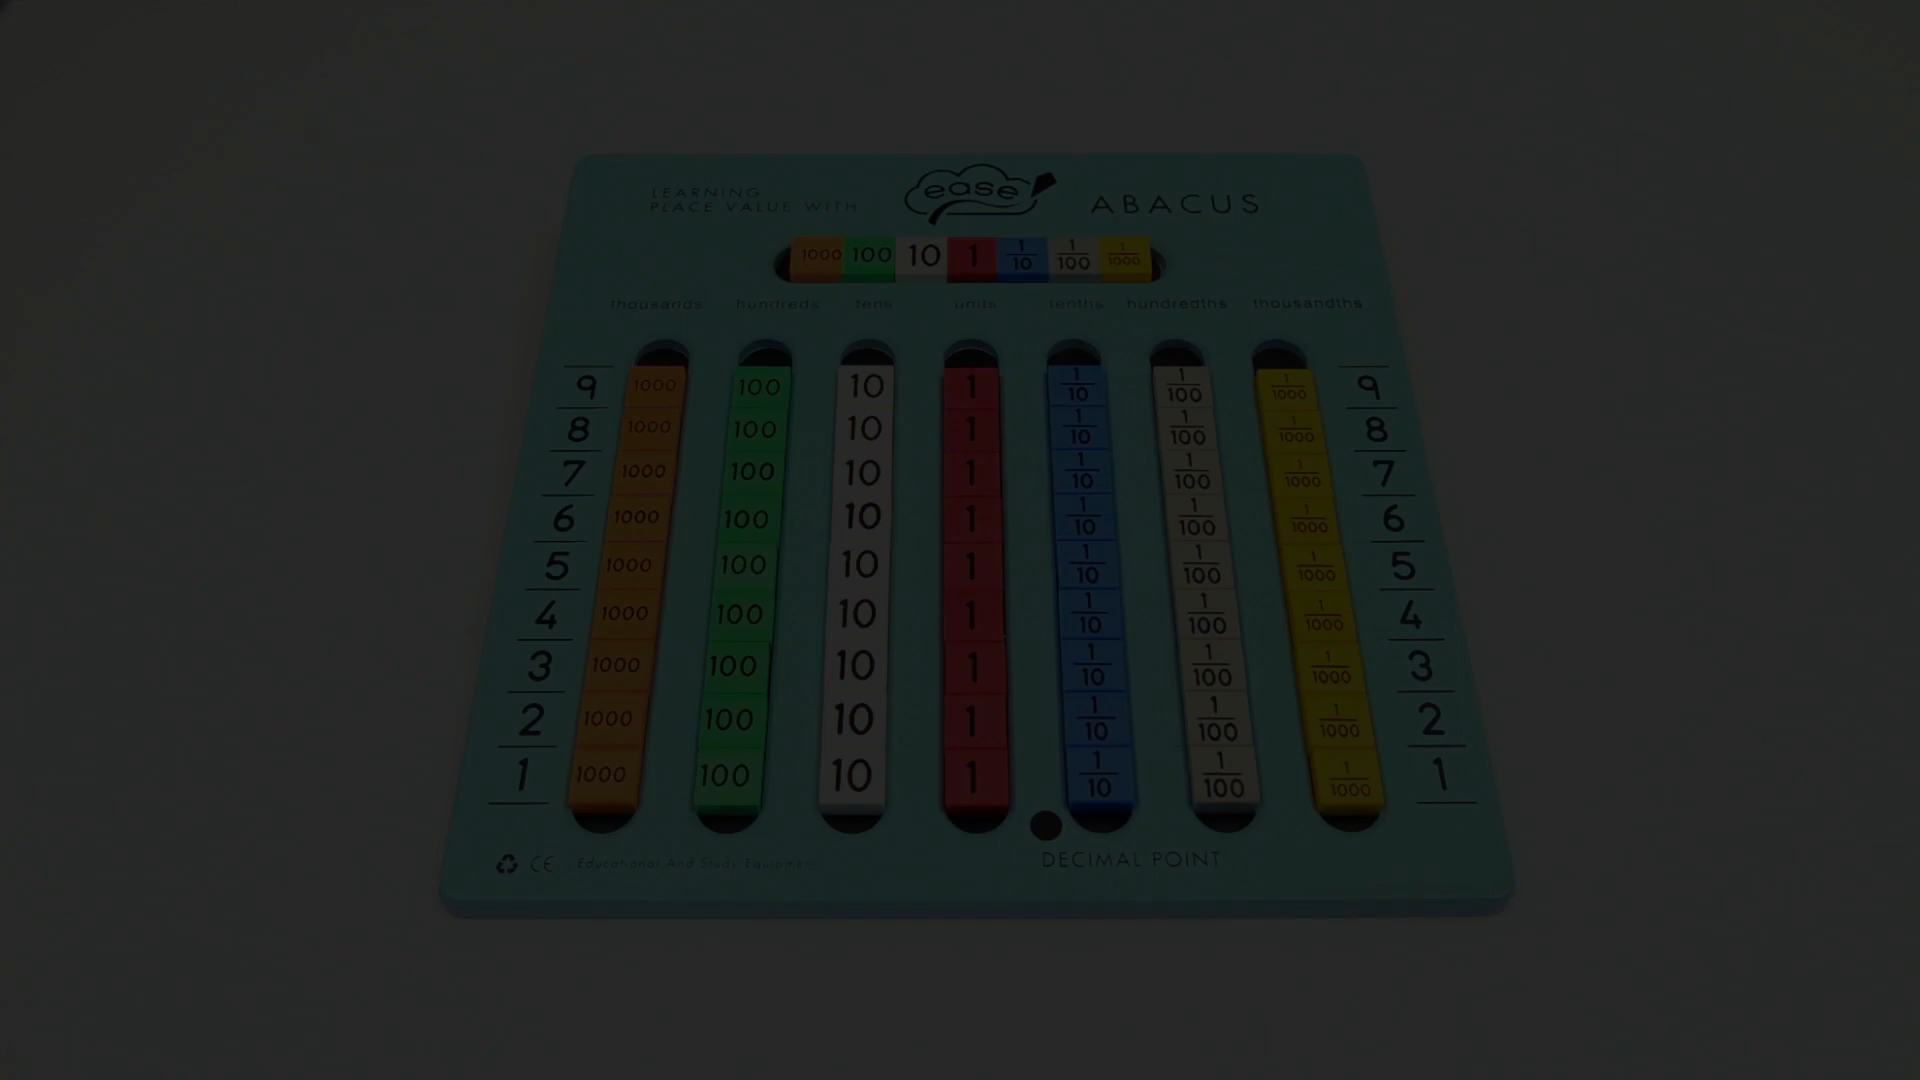 LEARNING
PLACE VALUE WITH
ease
ABACUS
1000 100 10 1 1/10 1/100 1/1000
thousands hundreds tens units tenths hundredths thousandths
9 1000 100 10 1 1/10 1/100 1/1000 9
8 1000 100 10 1 1/10 1/100 1/1000 8
7 1000 100 10 1 1/10 1/100 1/1000 7
6 1000 100 10 1 1/10 1/100 1/1000 6
5 1000 100 10 1 1/10 1/100 1/1000 5
4 1000 100 10 1 1/10 1/100 1/1000 4
3 1000 100 10 1 1/10 1/100 1/1000 3
2 1000 100 10 1 1/10 1/100 1/1000 2
1 1000 100 10 1 1/10 1/100 1/1000 1
CE Educational And Study Equipment
DECIMAL POINT